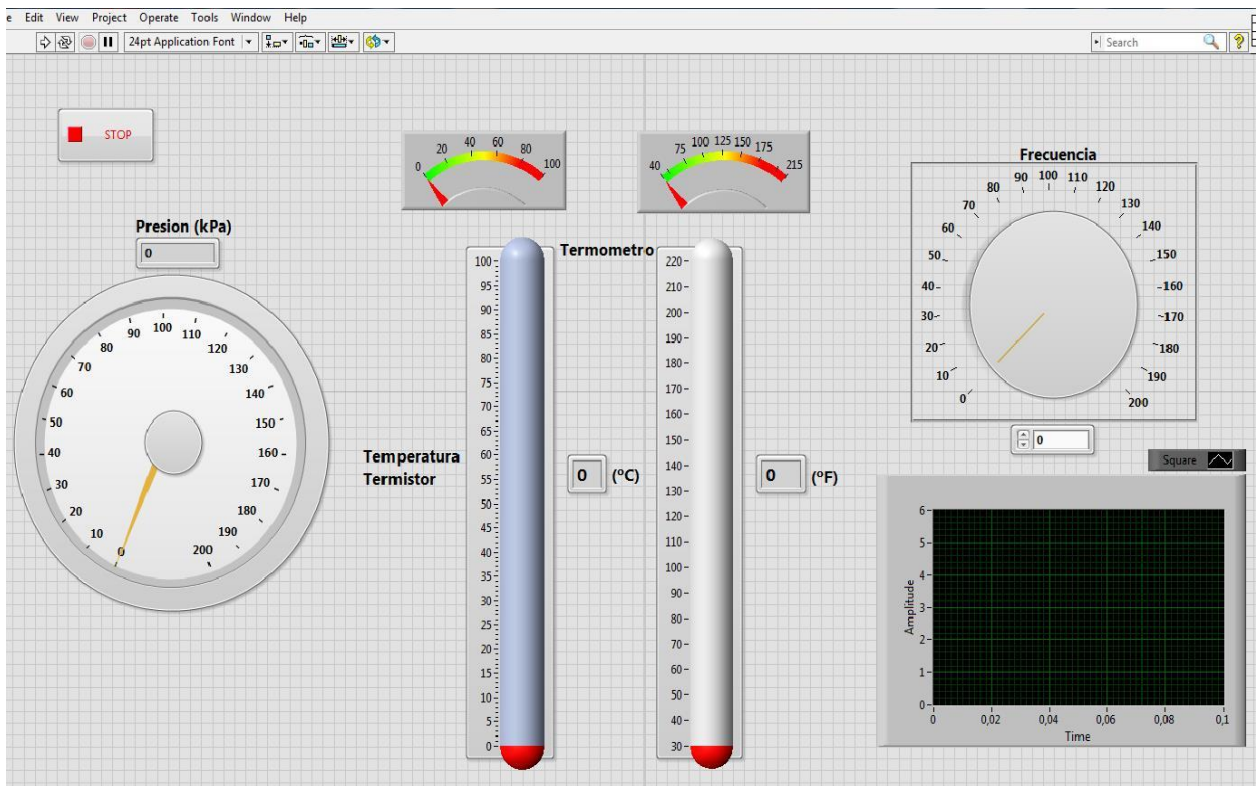 e Edit View Project Operate Tools Window Help
24pt Application Font
Search
?
STOP
0 20 40 60 80 100
40 75 100 125 150 175 215
Frecuencia
0 10 20 30 40 50 60 70 80 90 100 110 120 130 140 150 160 170 180 190 200
0
Presion (kPa)
0
0 10 20 30 40 50 60 70 80 90 100 110 120 130 140 150 160 170 180 190 200
Termometro
100
95
90
85
80
75
70
65
60
55
50
45
40
35
30
25
20
15
10
5
0
220
210
200
190
180
170
160
150
140
130
120
110
100
90
80
70
60
50
40
30
Temperatura
Termistor
0 (ºC)
0 (ºF)
Square
Amplitude
6
5
4
3
2
1
0
0 0,02 0,04 0,06 0,08 0,1
Time